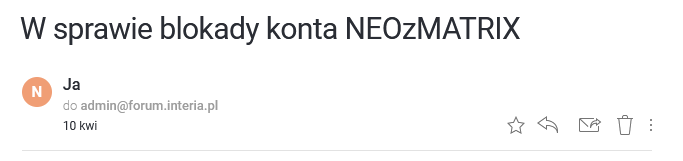 W sprawie blokady konta NEOzMATRIX
N
Ja
do admin@forum.interia.pl
10 kwi